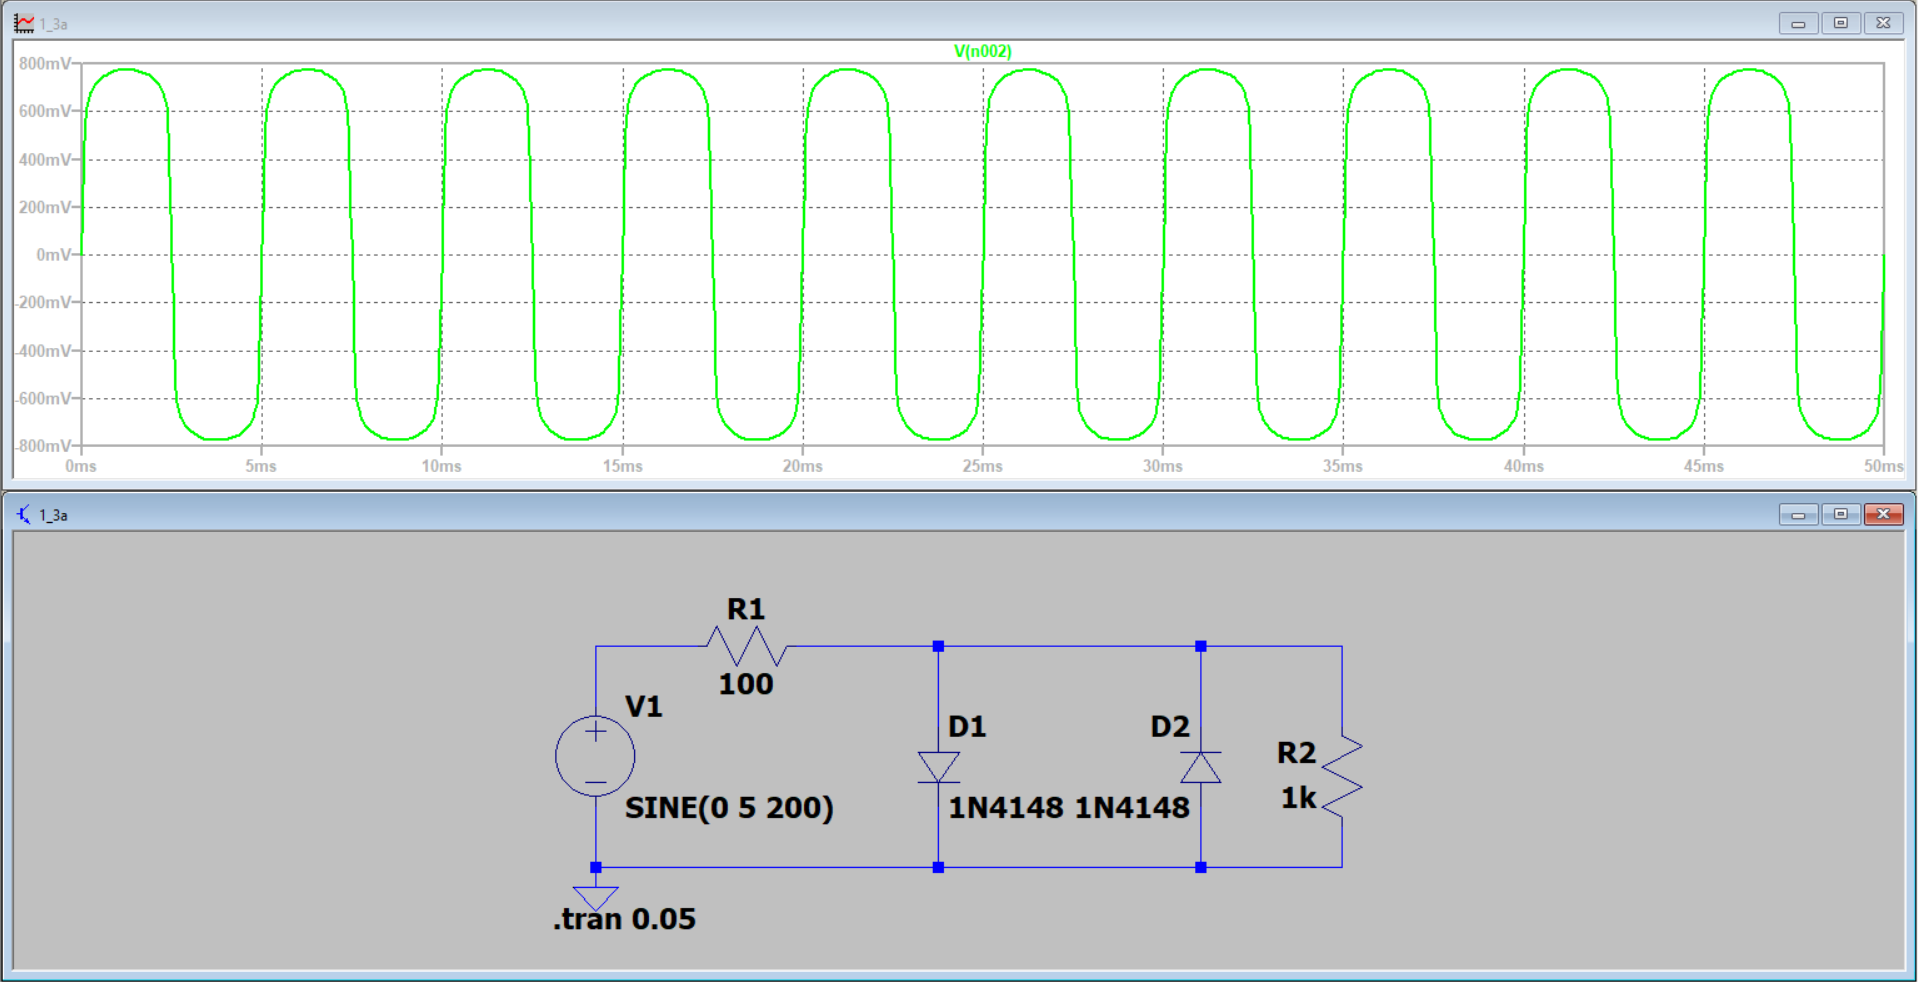 1_3a
V(n002)
800mV
600mV
400mV
200mV
0mV
-200mV
-400mV
-600mV
-800mV
0ms 5ms 10ms 15ms 20ms 25ms 30ms 35ms 40ms 45ms 50ms
1_3a
R1
100
V1
SINE(0 5 200)
D1
1N4148
D2
1N4148
R2
1k
.tran 0.05